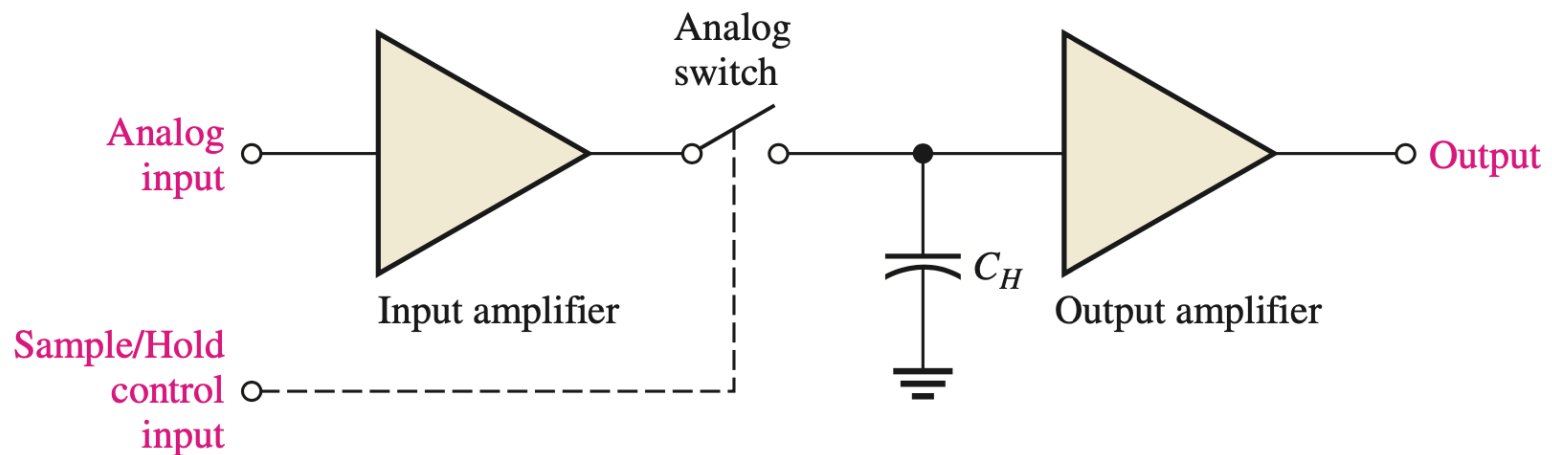 Analog
switch
Analog
input
Output
C_H
Input amplifier
Output amplifier
Sample/Hold
control
input